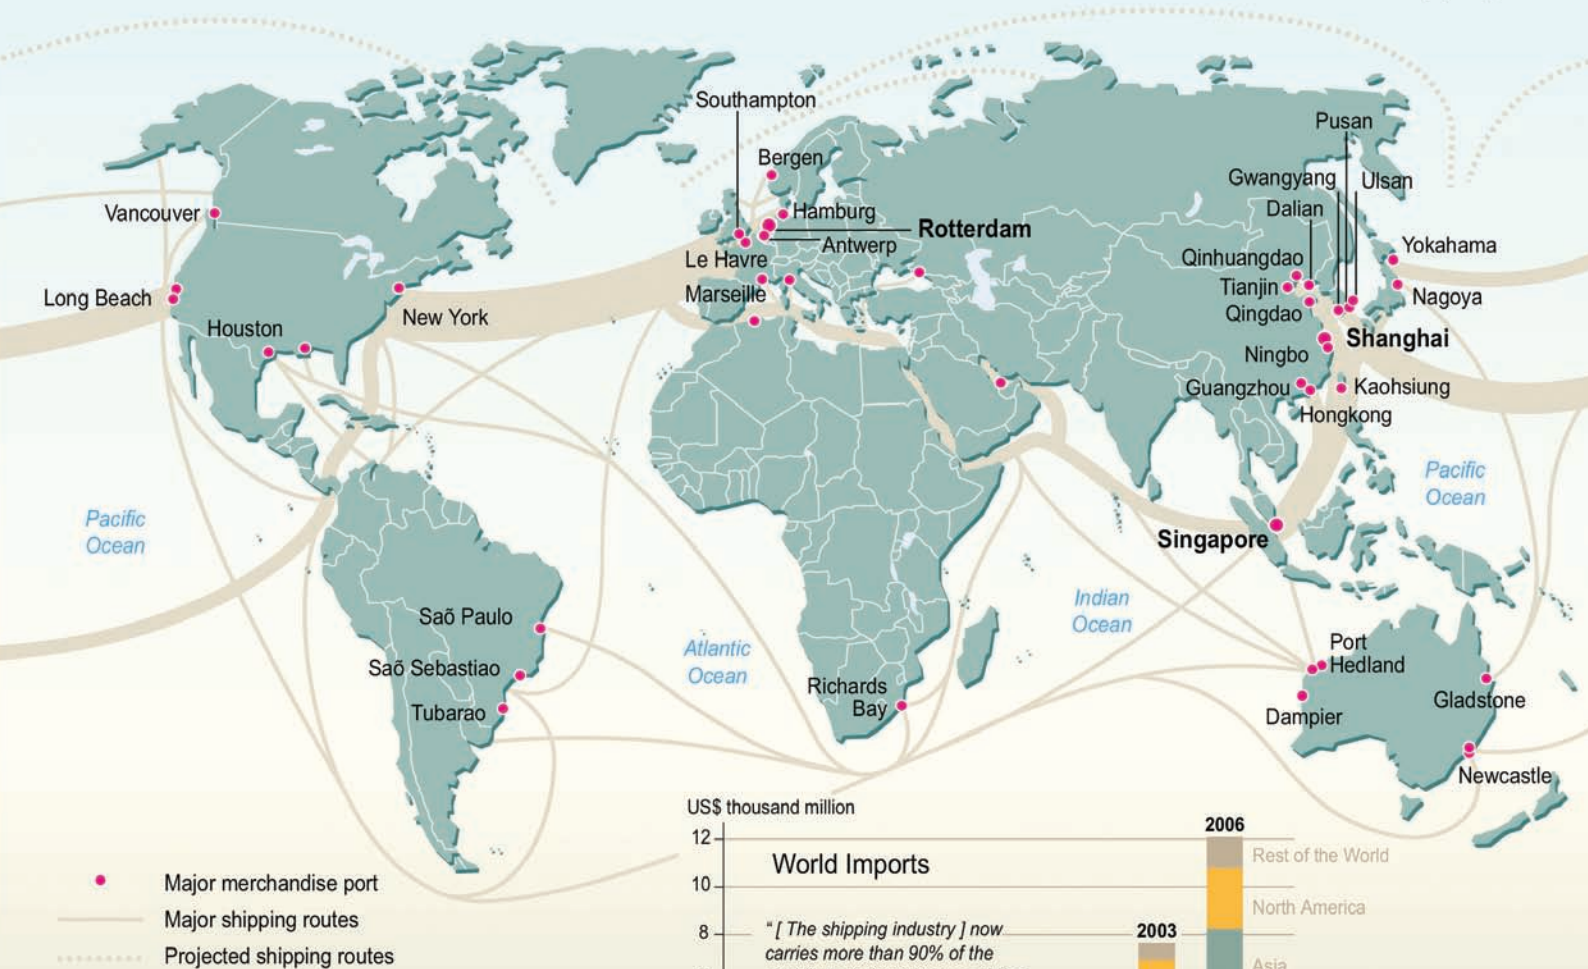 Southampton
Pusan
Bergen
Gwangyang
Ulsan
Dalian
Vancouver
Hamburg
Rotterdam
Antwerp
Le Havre
Marseille
Qinhuangdao
Tianjin
Qingdao
Yokahama
Nagoya
Long Beach
Houston
New York
Shanghai
Ningbo
Guangzhou
Kaohsiung
Hongkong
Pacific
Ocean
Pacific
Ocean
Singapore
Saõ Paulo
Saõ Sebastiao
Tubarao
Atlantic
Ocean
Indian
Ocean
Richards
Bay
Port
Hedland
Dampier
Gladstone
Newcastle
Major merchandise port
Major shipping routes
Projected shipping routes
US$ thousand million
12
10
8
World Imports
“ [ The shipping industry ] now
carries more than 90% of the
2003
2006
Rest of the World
North America
Asia